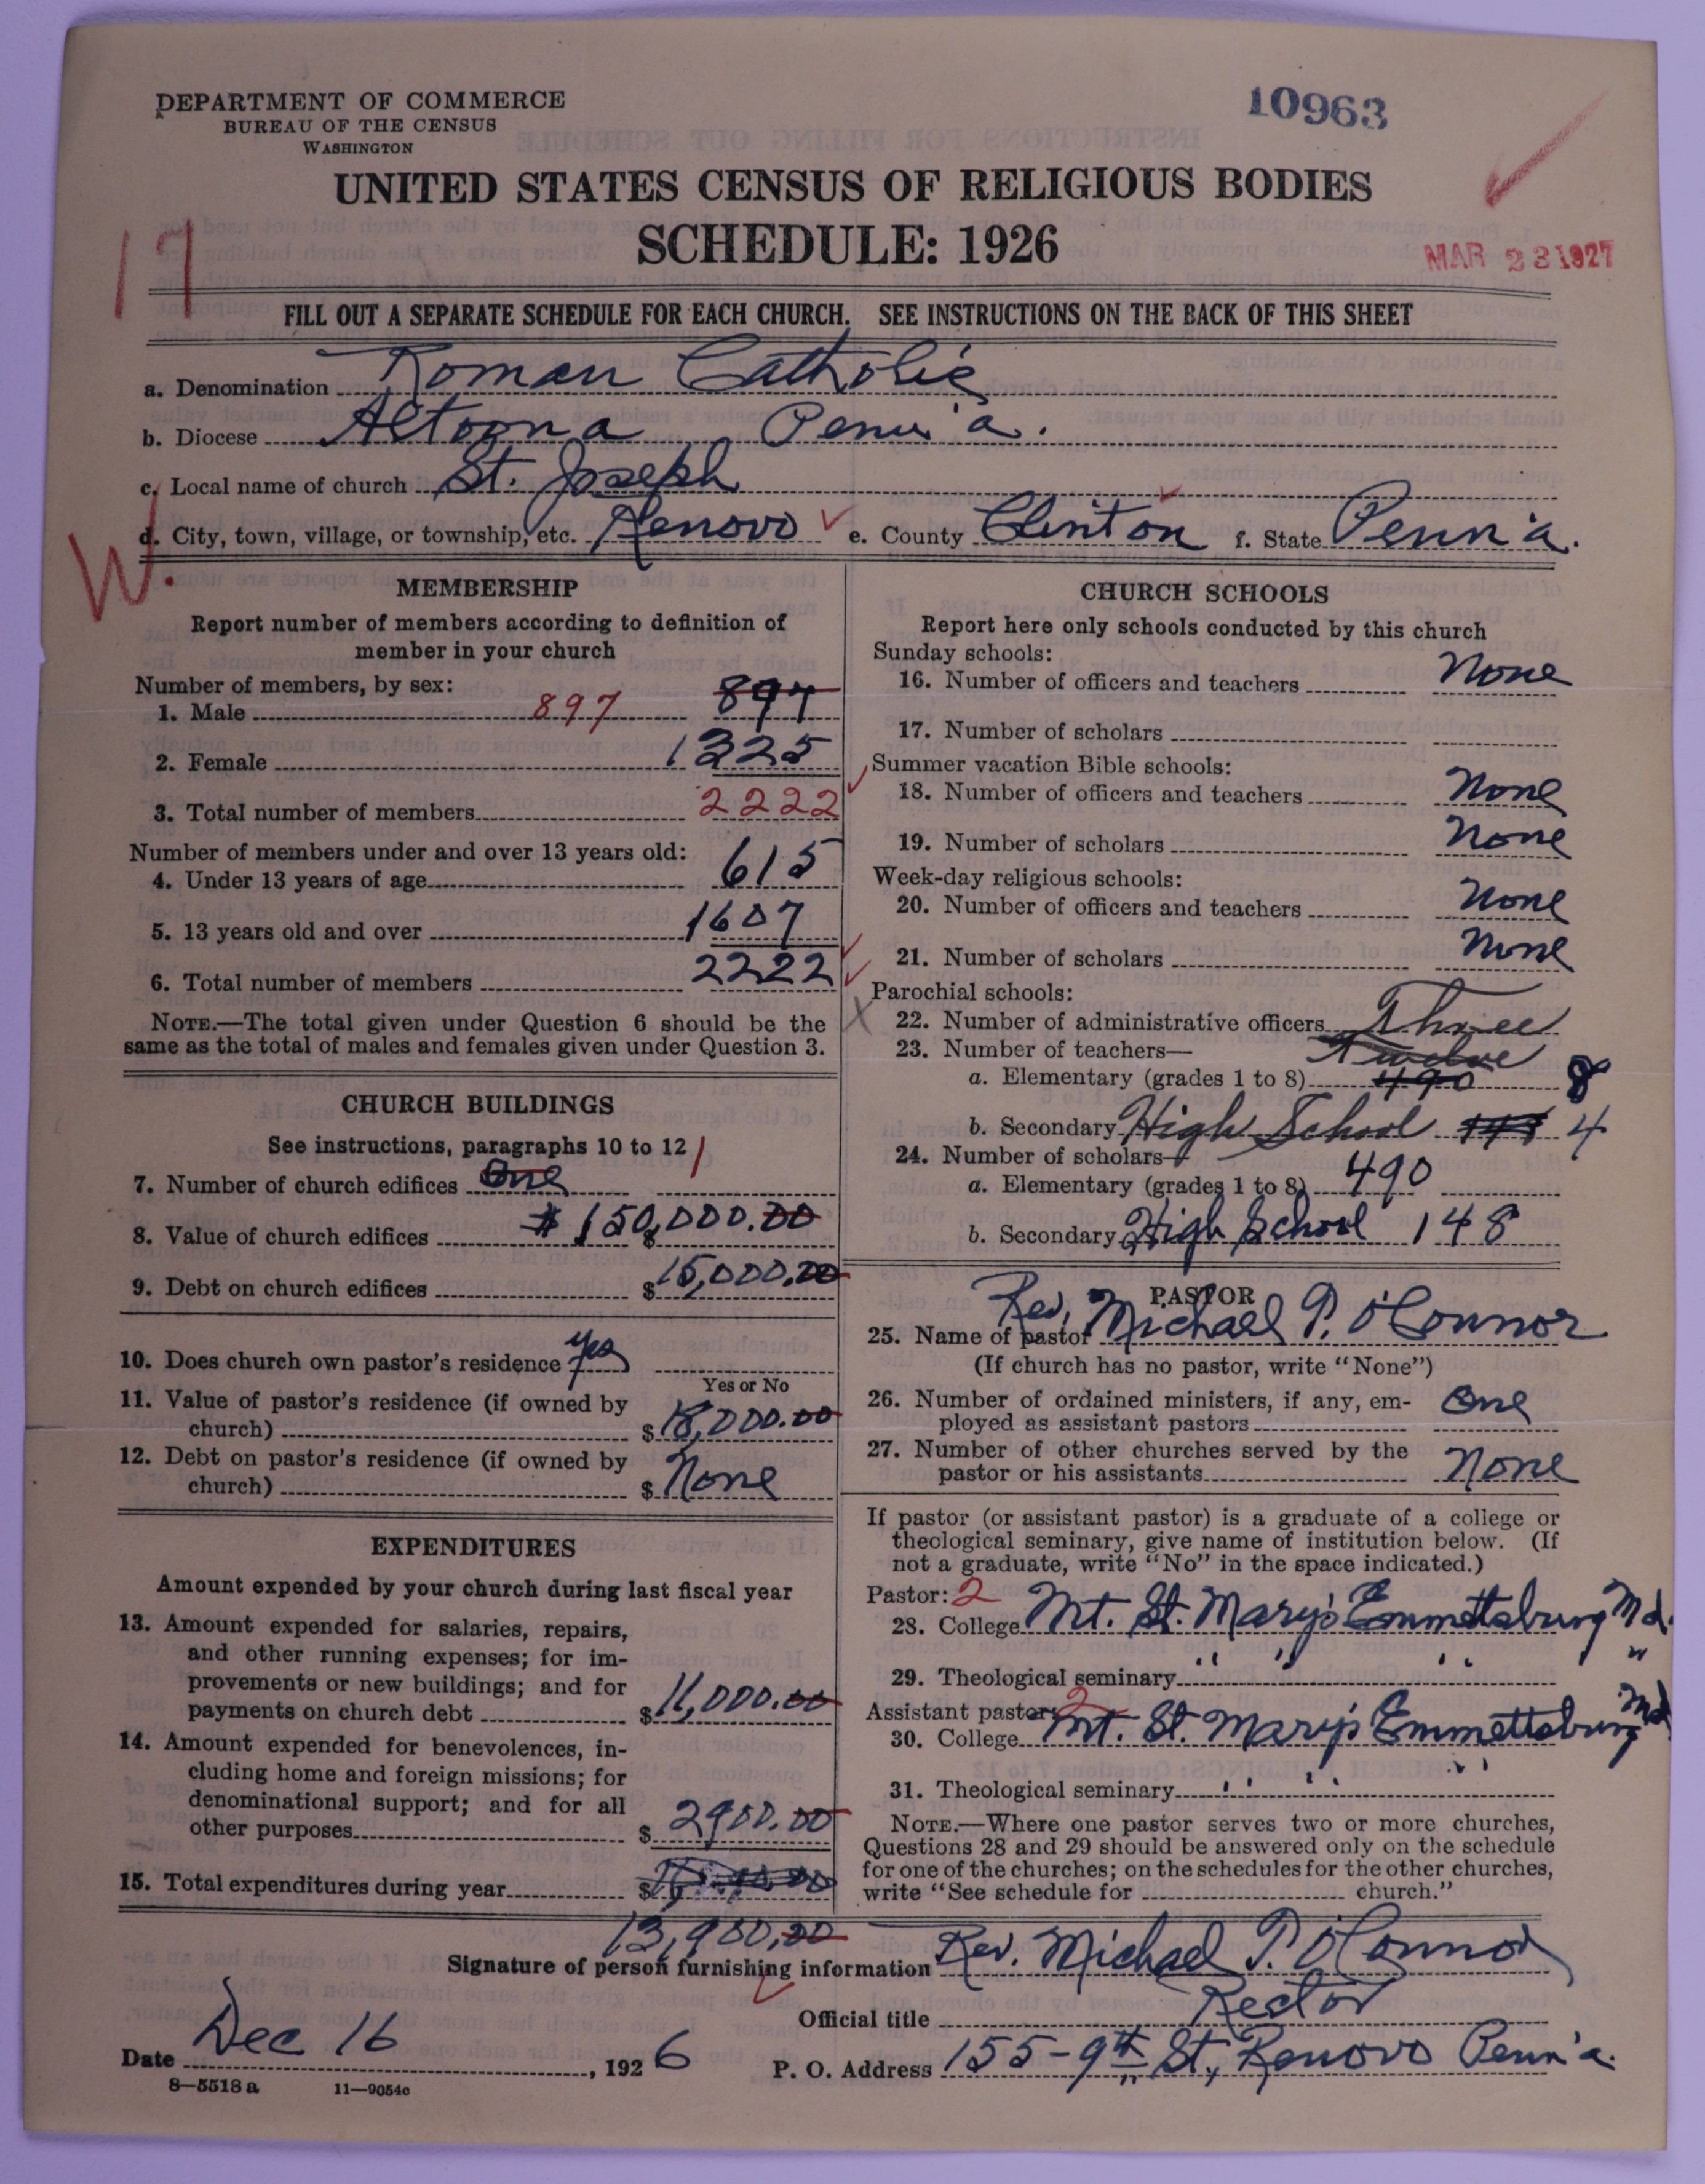 DEPARTMENT OF COMMERCE
BUREAU OF THE CENSUS
WASHINGTON
10963
UNITED STATES CENSUS OF RELIGIOUS BODIES
SCHEDULE: 1926
17
MAR 23 1927
FILL OUT A SEPARATE SCHEDULE FOR EACH CHURCH. SEE INSTRUCTIONS ON THE BACK OF THIS SHEET
a. Denomination Roman Catholic
b. Diocese Altoona Penn'a.
c. Local name of church St. Joseph
d. City, town, village, or township, etc. Renovo e. County Clinton f. State Penn'a.
W.
MEMBERSHIP
Report number of members according to definition of
member in your church
Number of members, by sex:
1. Male 897 897
2. Female 1325
3. Total number of members 2222
Number of members under and over 13 years old:
4. Under 13 years of age 615
5. 13 years old and over 1607
6. Total number of members 2222
NOTE.—The total given under Question 6 should be the
same as the total of males and females given under Question 3.
CHURCH BUILDINGS
See instructions, paragraphs 10 to 12
7. Number of church edifices One 1
8. Value of church edifices $150,000.00
9. Debt on church edifices $15,000.00
10. Does church own pastor's residence yes
Yes or No
11. Value of pastor's residence (if owned by
church) $18,000.00
12. Debt on pastor's residence (if owned by
church) $ None
EXPENDITURES
Amount expended by your church during last fiscal year
13. Amount expended for salaries, repairs,
and other running expenses; for im-
provements or new buildings; and for
payments on church debt $11,000.00
14. Amount expended for benevolences, in-
cluding home and foreign missions; for
denominational support; and for all
other purposes $2900.00
15. Total expenditures during year $
13,900.00
CHURCH SCHOOLS
Report here only schools conducted by this church
Sunday schools:
16. Number of officers and teachers None
17. Number of scholars
Summer vacation Bible schools:
18. Number of officers and teachers None
19. Number of scholars None
Week-day religious schools:
20. Number of officers and teachers None
21. Number of scholars None
Parochial schools:
22. Number of administrative officers Three
23. Number of teachers— Twelve
a. Elementary (grades 1 to 8) 490 8
b. Secondary High School 148 4
24. Number of scholars—
a. Elementary (grades 1 to 8) 490
b. Secondary High School 148
PASTOR
25. Name of pastor Rev. Michael P. O'Connor
(If church has no pastor, write "None")
26. Number of ordained ministers, if any, em-
ployed as assistant pastors One
27. Number of other churches served by the
pastor or his assistants None
If pastor (or assistant pastor) is a graduate of a college or
theological seminary, give name of institution below. (If
not a graduate, write "No" in the space indicated.)
Pastor: 2
28. College Mt. St. Mary's Emmettsburg Md.
29. Theological seminary " " " "
Assistant pastor: 2
30. College Mt. St. Mary's Emmettsburg Md
31. Theological seminary " " "
NOTE.—Where one pastor serves two or more churches,
Questions 28 and 29 should be answered only on the schedule
for one of the churches; on the schedules for the other churches,
write "See schedule for church."
Signature of person furnishing information Rev. Michael P. O'Connor
Official title Rector
Date Dec 16, 1926 P. O. Address 155-9th St., Renovo Penn'a.
8-5518 a 11-9054c